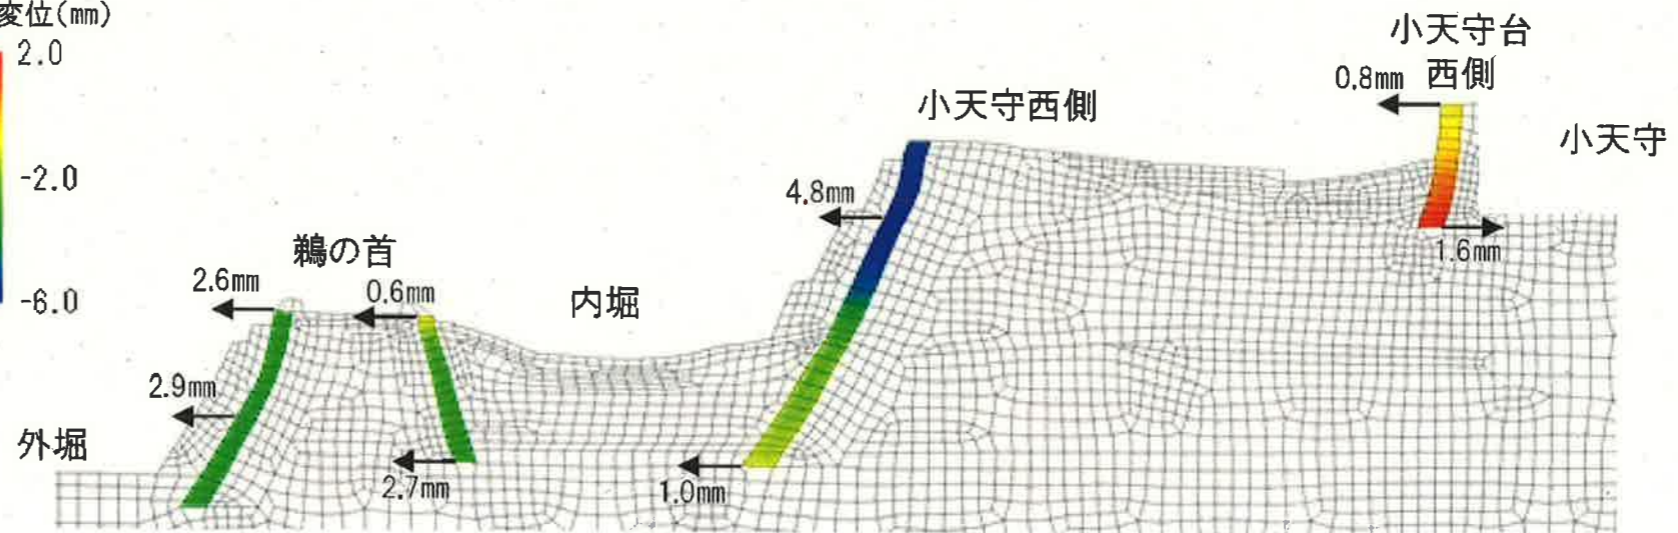 変位(㎜)
2.0
-2.0
-6.0
小天守台
西側
0.8㎜
小天守西側
小天守
4.8㎜
鵜の首
1.6㎜
2.6㎜
0.6㎜
内堀
2.9㎜
外堀
2.7㎜
1.0㎜